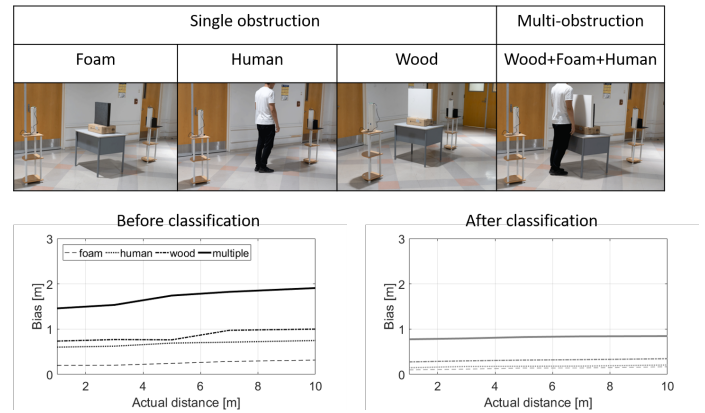 Single obstruction Multi-obstruction
Foam Human Wood Wood+Foam+Human
Before classification After classification
3 3
foam human wood multiple
2 2
Bias [m] Bias [m]
1 1
0 0
2 4 6 8 10 2 4 6 8 10
Actual distance [m] Actual distance [m]